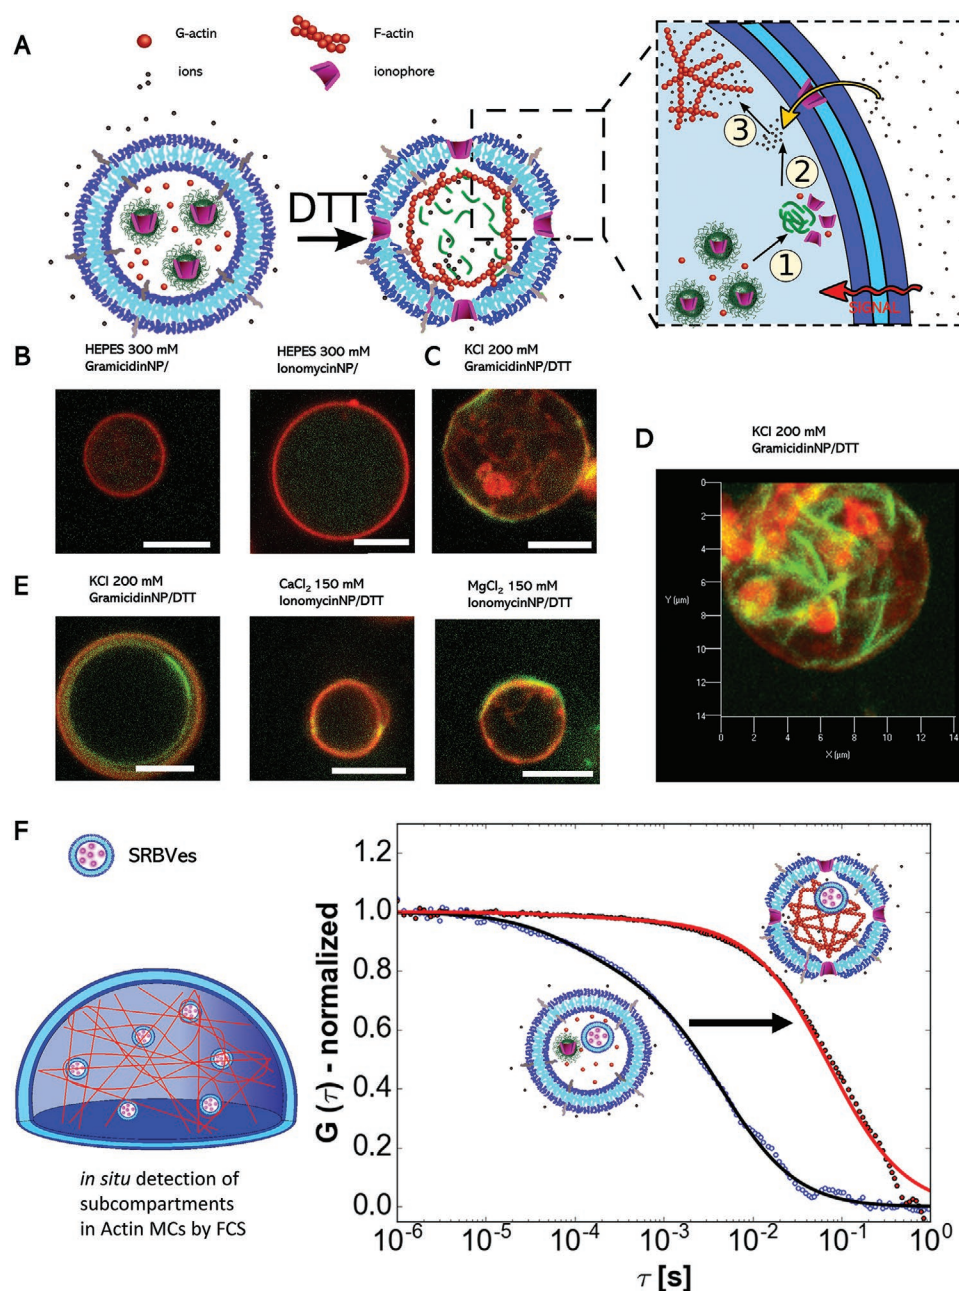 A
G-actin
F-actin
ions
ionophore
DTT
3
2
1
SIGNAL
B
HEPES 300 mM
GramicidinNP/
HEPES 300 mM
IonomycinNP/
C
KCl 200 mM
GramicidinNP/DTT
D
KCl 200 mM
GramicidinNP/DTT
0
2
4
6
8
10
12
14
Y [µm]
0 2 4 6 8 10 12 14
X [µm]
E
KCl 200 mM
GramicidinNP/DTT
CaCl₂ 150 mM
IonomycinNP/DTT
MgCl₂ 150 mM
IonomycinNP/DTT
F
SRBVes
in situ detection of
subcompartments
in Actin MCs by FCS
G (τ) - normalized
1.2
1.0
0.8
0.6
0.4
0.2
0.0
10⁻⁶ 10⁻⁵ 10⁻⁴ 10⁻³ 10⁻² 10⁻¹ 10⁰
τ [s]